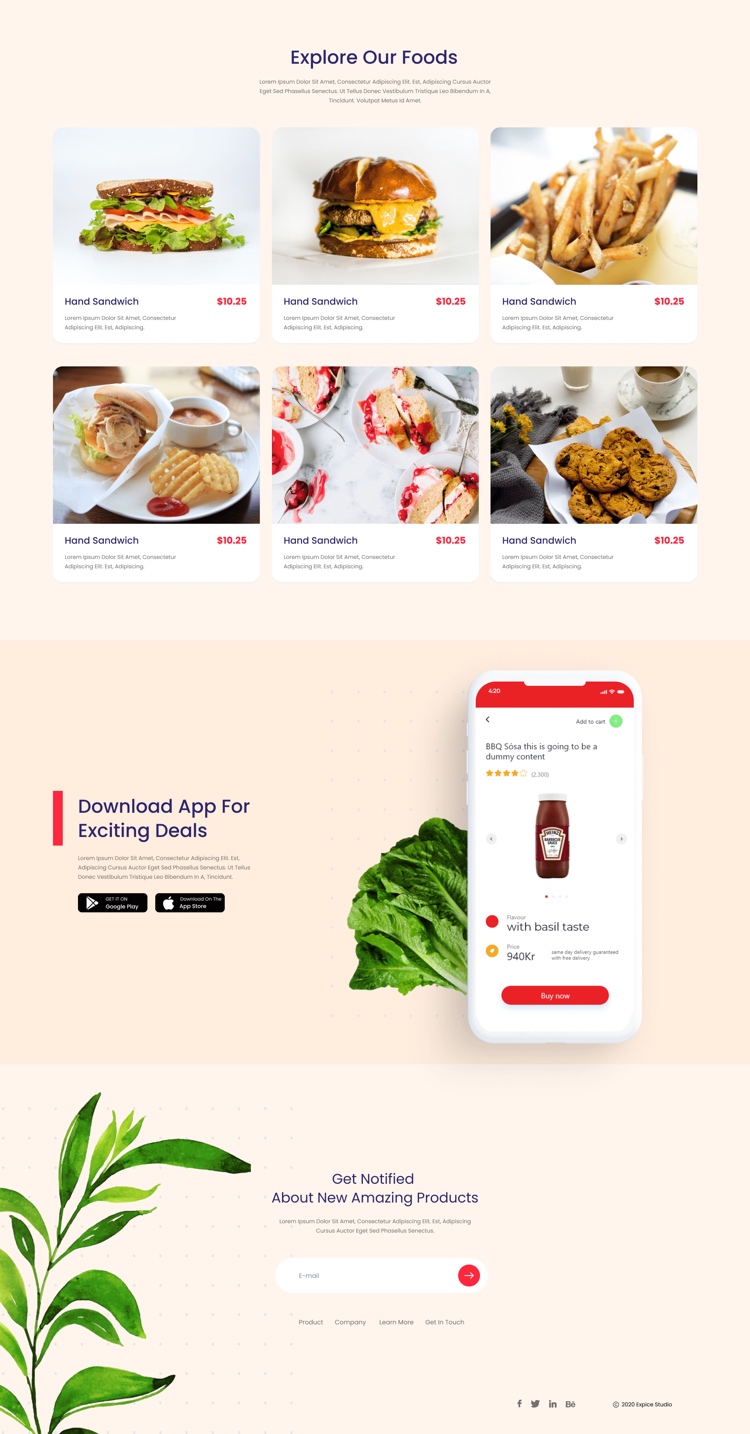 Explore Our Foods
Lorem Ipsum Dolor Sit Amet, Consectetur Adipiscing Elit. Est, Adipiscing Cursus Auctor
Eget Sed Phasellus Senectus. Ut Tellus Donec Vestibulum Tristique Leo Bibendum In A,
Tincidunt. Volutpat Metus Id Amet.
Hand Sandwich $10.25
Lorem Ipsum Dolor Sit Amet, Consectetur
Adipiscing Elit. Est, Adipiscing.
Hand Sandwich $10.25
Lorem Ipsum Dolor Sit Amet, Consectetur
Adipiscing Elit. Est, Adipiscing.
Hand Sandwich $10.25
Lorem Ipsum Dolor Sit Amet, Consectetur
Adipiscing Elit. Est, Adipiscing.
Hand Sandwich $10.25
Lorem Ipsum Dolor Sit Amet, Consectetur
Adipiscing Elit. Est, Adipiscing.
Hand Sandwich $10.25
Lorem Ipsum Dolor Sit Amet, Consectetur
Adipiscing Elit. Est, Adipiscing.
Hand Sandwich $10.25
Lorem Ipsum Dolor Sit Amet, Consectetur
Adipiscing Elit. Est, Adipiscing.
Download App For
Exciting Deals
Lorem Ipsum Dolor Sit Amet, Consectetur Adipiscing Elit. Est,
Adipiscing Cursus Auctor Eget Sed Phasellus Senectus. Ut Tellus
Donec Vestibulum Tristique Leo Bibendum In A, Tincidunt.
GET IT ON
Google Play
Download On The
App Store
4:20
Add to cart
BBQ Sósa this is going to be a
dummy content
(2.300)
HEINZ
BARBECUE
SAUCE
Flavour
with basil taste
Price
940Kr
same day delivery guaranteed
with free delivery
Buy now
Get Notified
About New Amazing Products
Lorem Ipsum Dolor Sit Amet, Consectetur Adipiscing Elit. Est, Adipiscing
Cursus Auctor Eget Sed Phasellus Senectus.
E-mail
Product Company Learn More Get In Touch
© 2020 Expice Studio